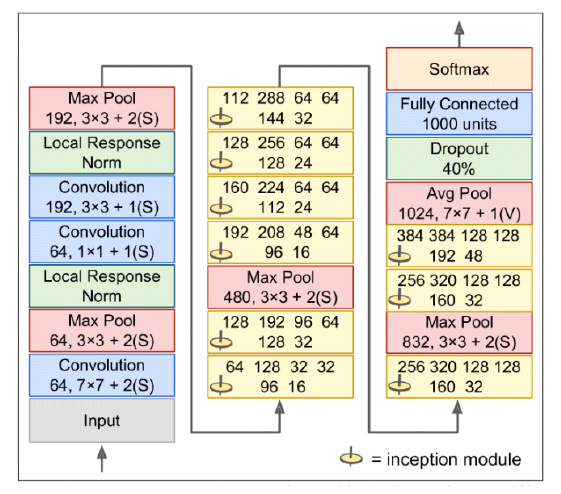 Max Pool
192, 3×3 + 2(S)
Local Response
Norm
Convolution
192, 3×3 + 1(S)
Convolution
64, 1×1 + 1(S)
Local Response
Norm
Max Pool
64, 3×3 + 2(S)
Convolution
64, 7×7 + 2(S)
Input
112 288 64 64
144 32
128 256 64 64
128 24
160 224 64 64
112 24
192 208 48 64
96 16
Max Pool
480, 3×3 + 2(S)
128 192 96 64
128 32
64 128 32 32
96 16
Softmax
Fully Connected
1000 units
Dropout
40%
Avg Pool
1024, 7×7 + 1(V)
384 384 128 128
192 48
256 320 128 128
160 32
Max Pool
832, 3×3 + 2(S)
256 320 128 128
160 32
= inception module